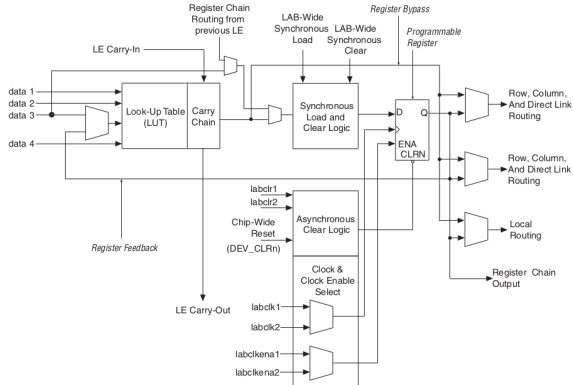 Register Chain
Routing from
previous LE
LAB-Wide
Synchronous
Load
LAB-Wide
Synchronous
Clear
Register Bypass
Programmable
Register
LE Carry-In
data 1
data 2
data 3
data 4
Look-Up Table
(LUT)
Carry
Chain
Synchronous
Load and
Clear Logic
D
Q
ENA
CLRN
Row, Column,
And Direct Link
Routing
Row, Column,
And Direct Link
Routing
Local
Routing
Register Chain
Output
Register Feedback
labclr1
labclr2
Chip-Wide
Reset
(DEV_CLRn)
Asynchronous
Clear Logic
Clock &
Clock Enable
Select
LE Carry-Out
labclk1
labclk2
labclkena1
labclkena2